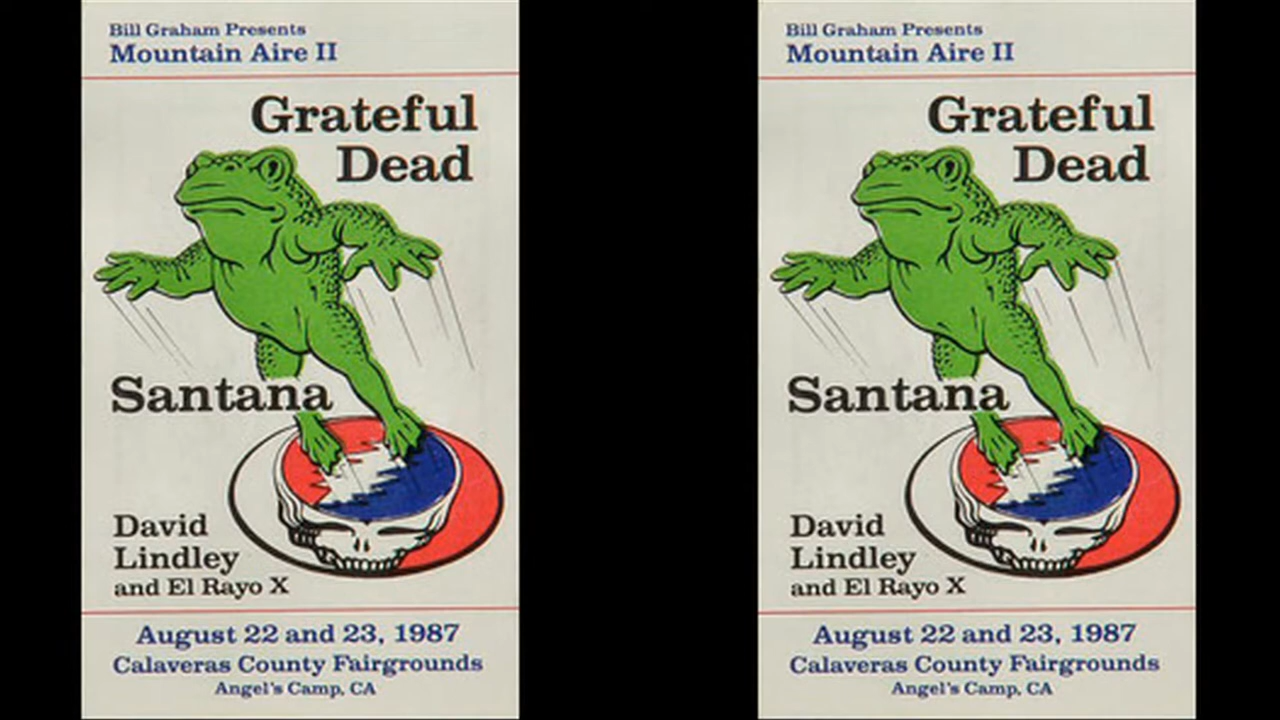 Bill Graham Presents
Mountain Aire II
Grateful
Dead
Santana
David
Lindley
and El Rayo X
August 22 and 23, 1987
Calaveras County Fairgrounds
Angel's Camp, CA
Bill Graham Presents
Mountain Aire II
Grateful
Dead
Santana
David
Lindley
and El Rayo X
August 22 and 23, 1987
Calaveras County Fairgrounds
Angel's Camp, CA